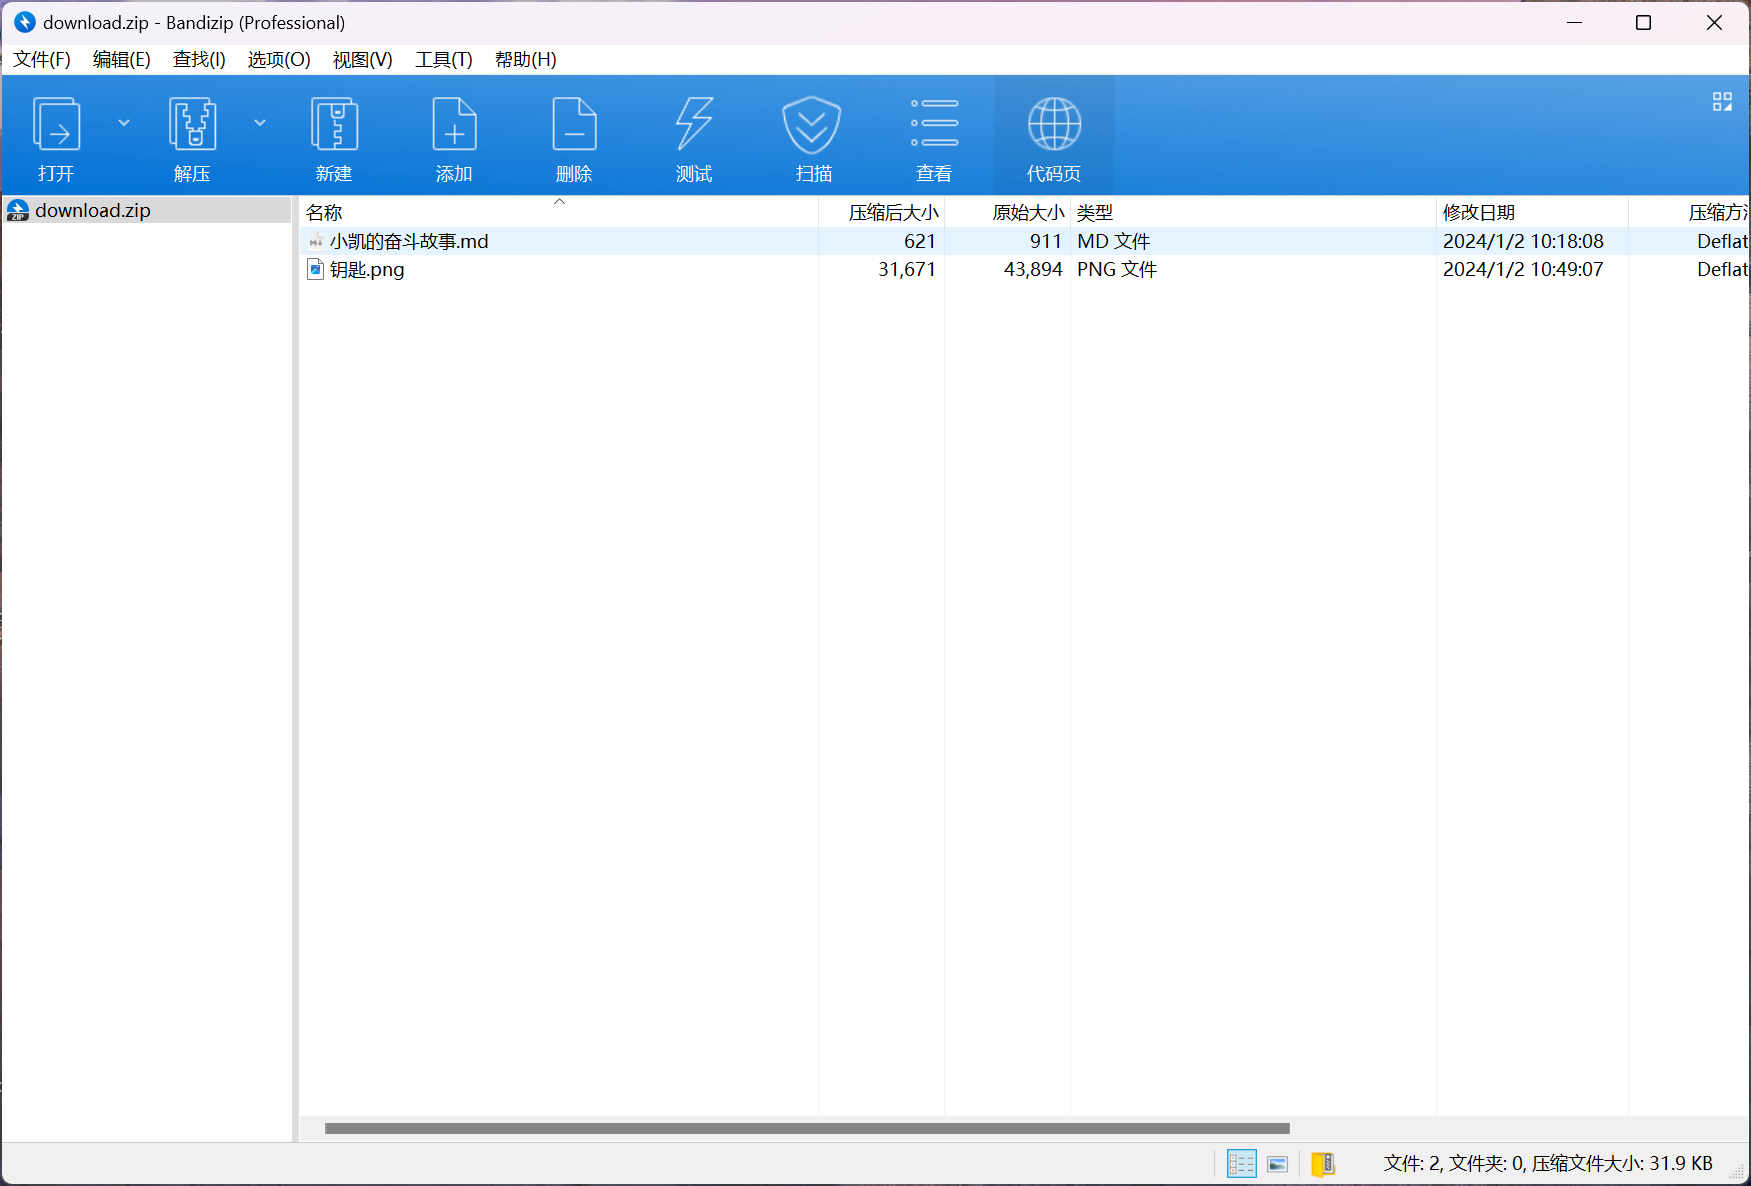 download.zip - Bandizip (Professional)
文件(F) 编辑(E) 查找(I) 选项(O) 视图(V) 工具(T) 帮助(H)
打开 解压 新建 添加 删除 测试 扫描 查看 代码页
download.zip
名称 压缩后大小 原始大小 类型 修改日期 压缩方
小凯的奋斗故事.md 621 911 MD 文件 2024/1/2 10:18:08 Deflat
钥匙.png 31,671 43,894 PNG 文件 2024/1/2 10:49:07 Deflat
文件: 2, 文件夹: 0, 压缩文件大小: 31.9 KB